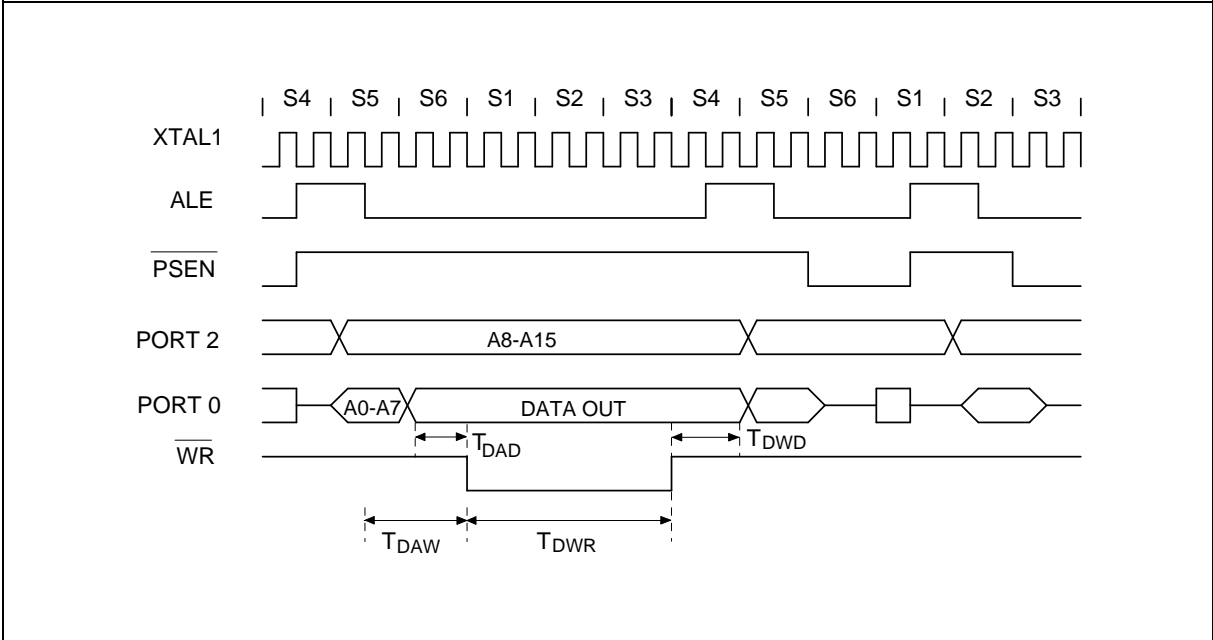 S4 S5 S6 S1 S2 S3 S4 S5 S6 S1 S2 S3
XTAL1
ALE
PSEN
PORT 2 A8-A15
PORT 0 A0-A7 DATA OUT
TDAD TDWD
WR
TDAW TDWR